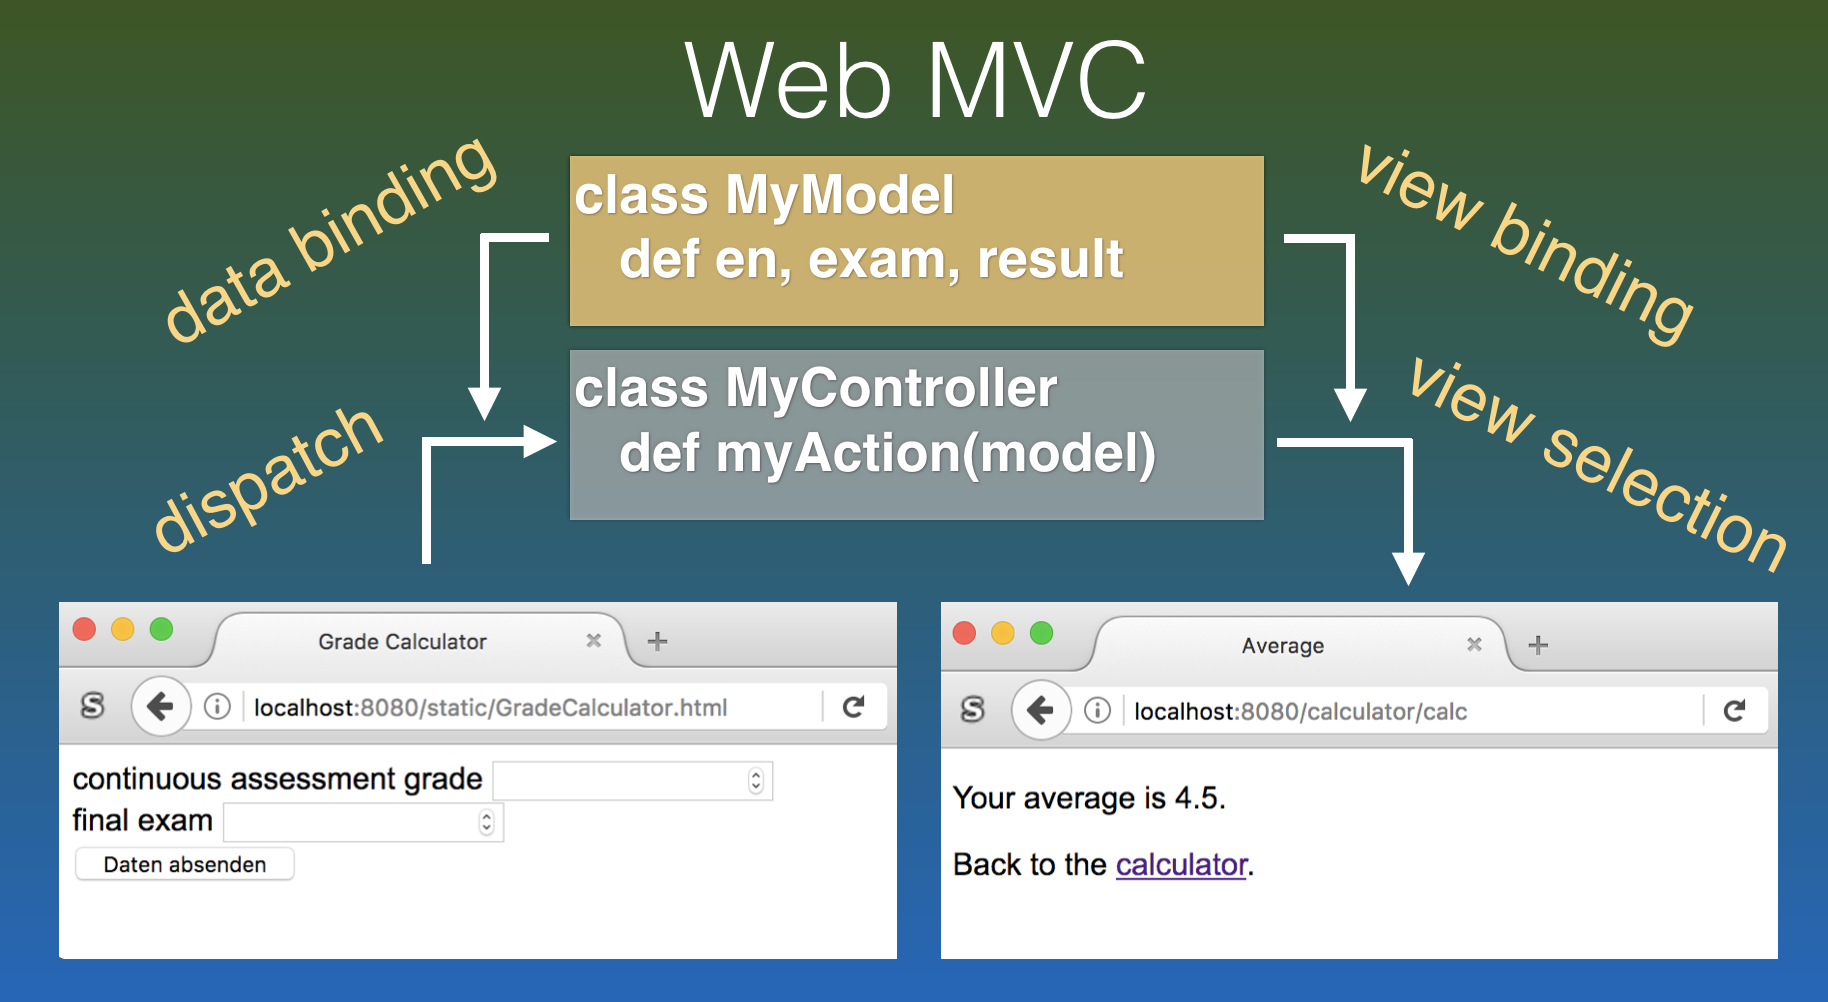 Web MVC
data binding
class MyModel
def en, exam, result
view binding
dispatch
class MyController
def myAction(model)
view selection
Grade Calculator
S
localhost:8080/static/GradeCalculator.html
continuous assessment grade
final exam
Daten absenden
Average
S
localhost:8080/calculator/calc
Your average is 4.5.
Back to the calculator.